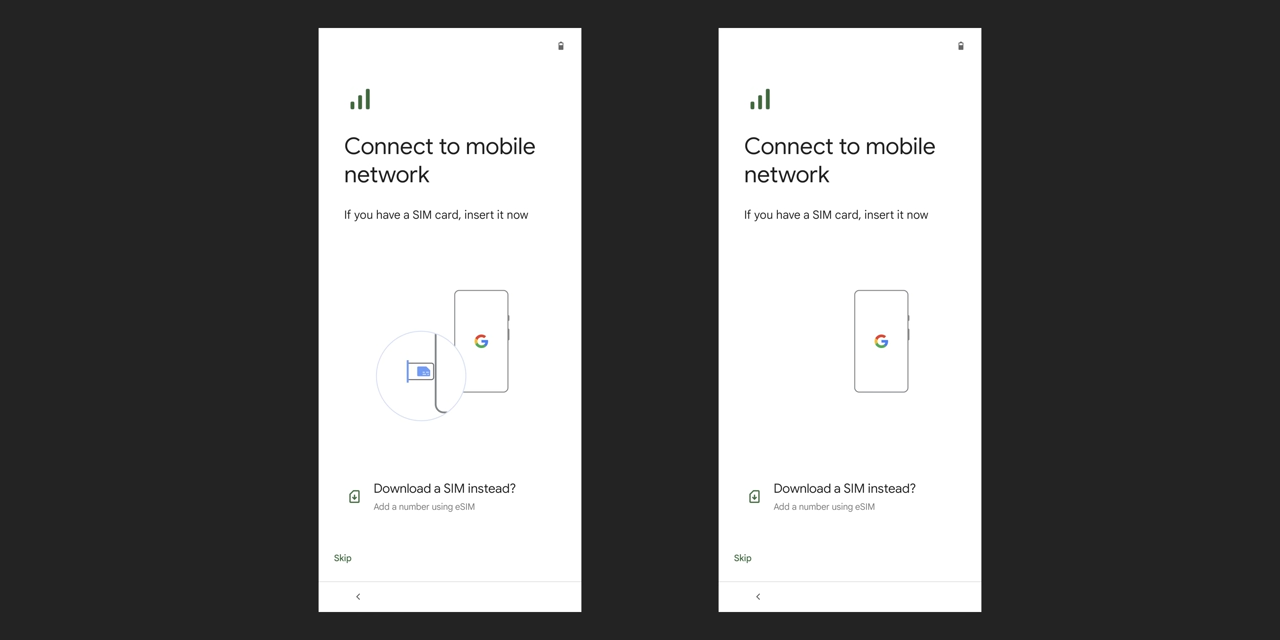 Connect to mobile
network
If you have a SIM card, insert it now
Download a SIM instead?
Add a number using eSIM
Skip
Connect to mobile
network
If you have a SIM card, insert it now
Download a SIM instead?
Add a number using eSIM
Skip